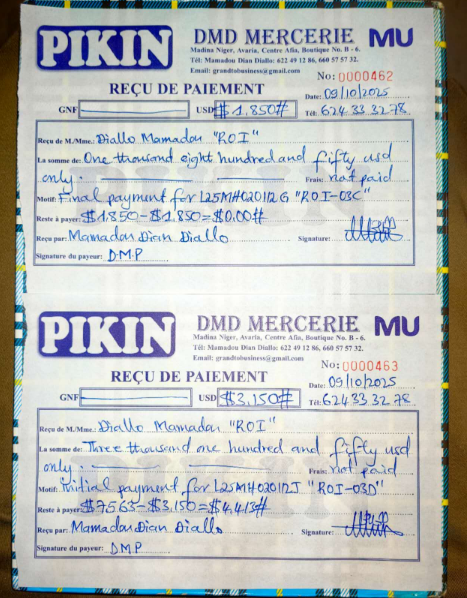 PIKIN
DMD MERCERIE MU
Madina Niger, Avaria, Centre Afia, Boutique No. B - 6.
Tél: Mamadou Dian Diallo: 622 49 12 86, 660 57 57 32.
Email: grandtobusiness@gmail.com
No: 0000462
REÇU DE PAIEMENT
Date: 09/10/2025
GNF USD $1.850# Tél: 624 33 32 78
Reçu de M./Mme.: Diallo Mamadou "ROI"
La somme de: One thousand eight hundred and fifty usd
only. Frais: not paid
Motif: Final payment for L25MH020112G "ROI-03C"
Reste à payer: $1.850-$1.850=$0.00#
Reçu par: Mamadou Dian Diallo Signature:
Signature du payeur: D.M.P
PIKIN
DMD MERCERIE MU
Madina Niger, Avaria, Centre Afia, Boutique No. B - 6.
Tél: Mamadou Dian Diallo: 622 49 12 86, 660 57 57 32.
Email: grandtobusiness@gmail.com
No: 0000463
REÇU DE PAIEMENT
Date: 09/10/2025
GNF USD $3.150# Tél: 624 33 32 78
Reçu de M./Mme.: Diallo Mamadou "ROI"
La somme de: Three thousand one hundred and fifty usd
only. Frais: not paid
Motif: Initial payment for L25MH020112J "ROI-03D"
Reste à payer: $7.563-$3.150=$4.413#
Reçu par: Mamadou Dian Diallo Signature:
Signature du payeur: D.M.P